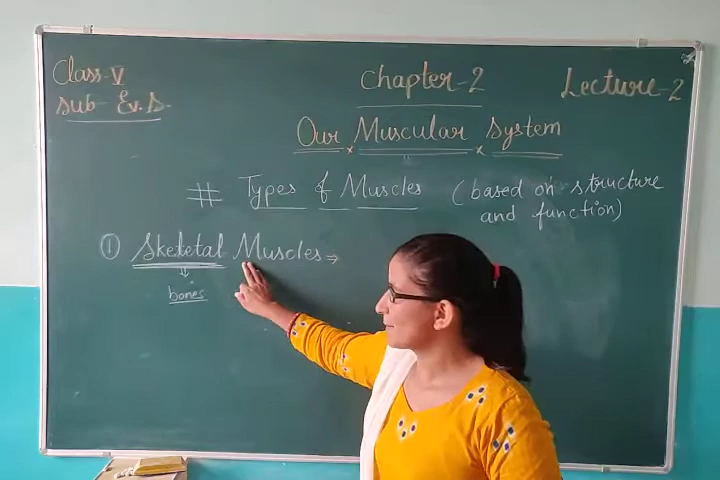 Class-V
Sub- Ev.S.
Chapter-2
Lecture-2
Our Muscular System
# Types of Muscles (based on structure
and function)
① Skeletal Muscles ⇒
bones